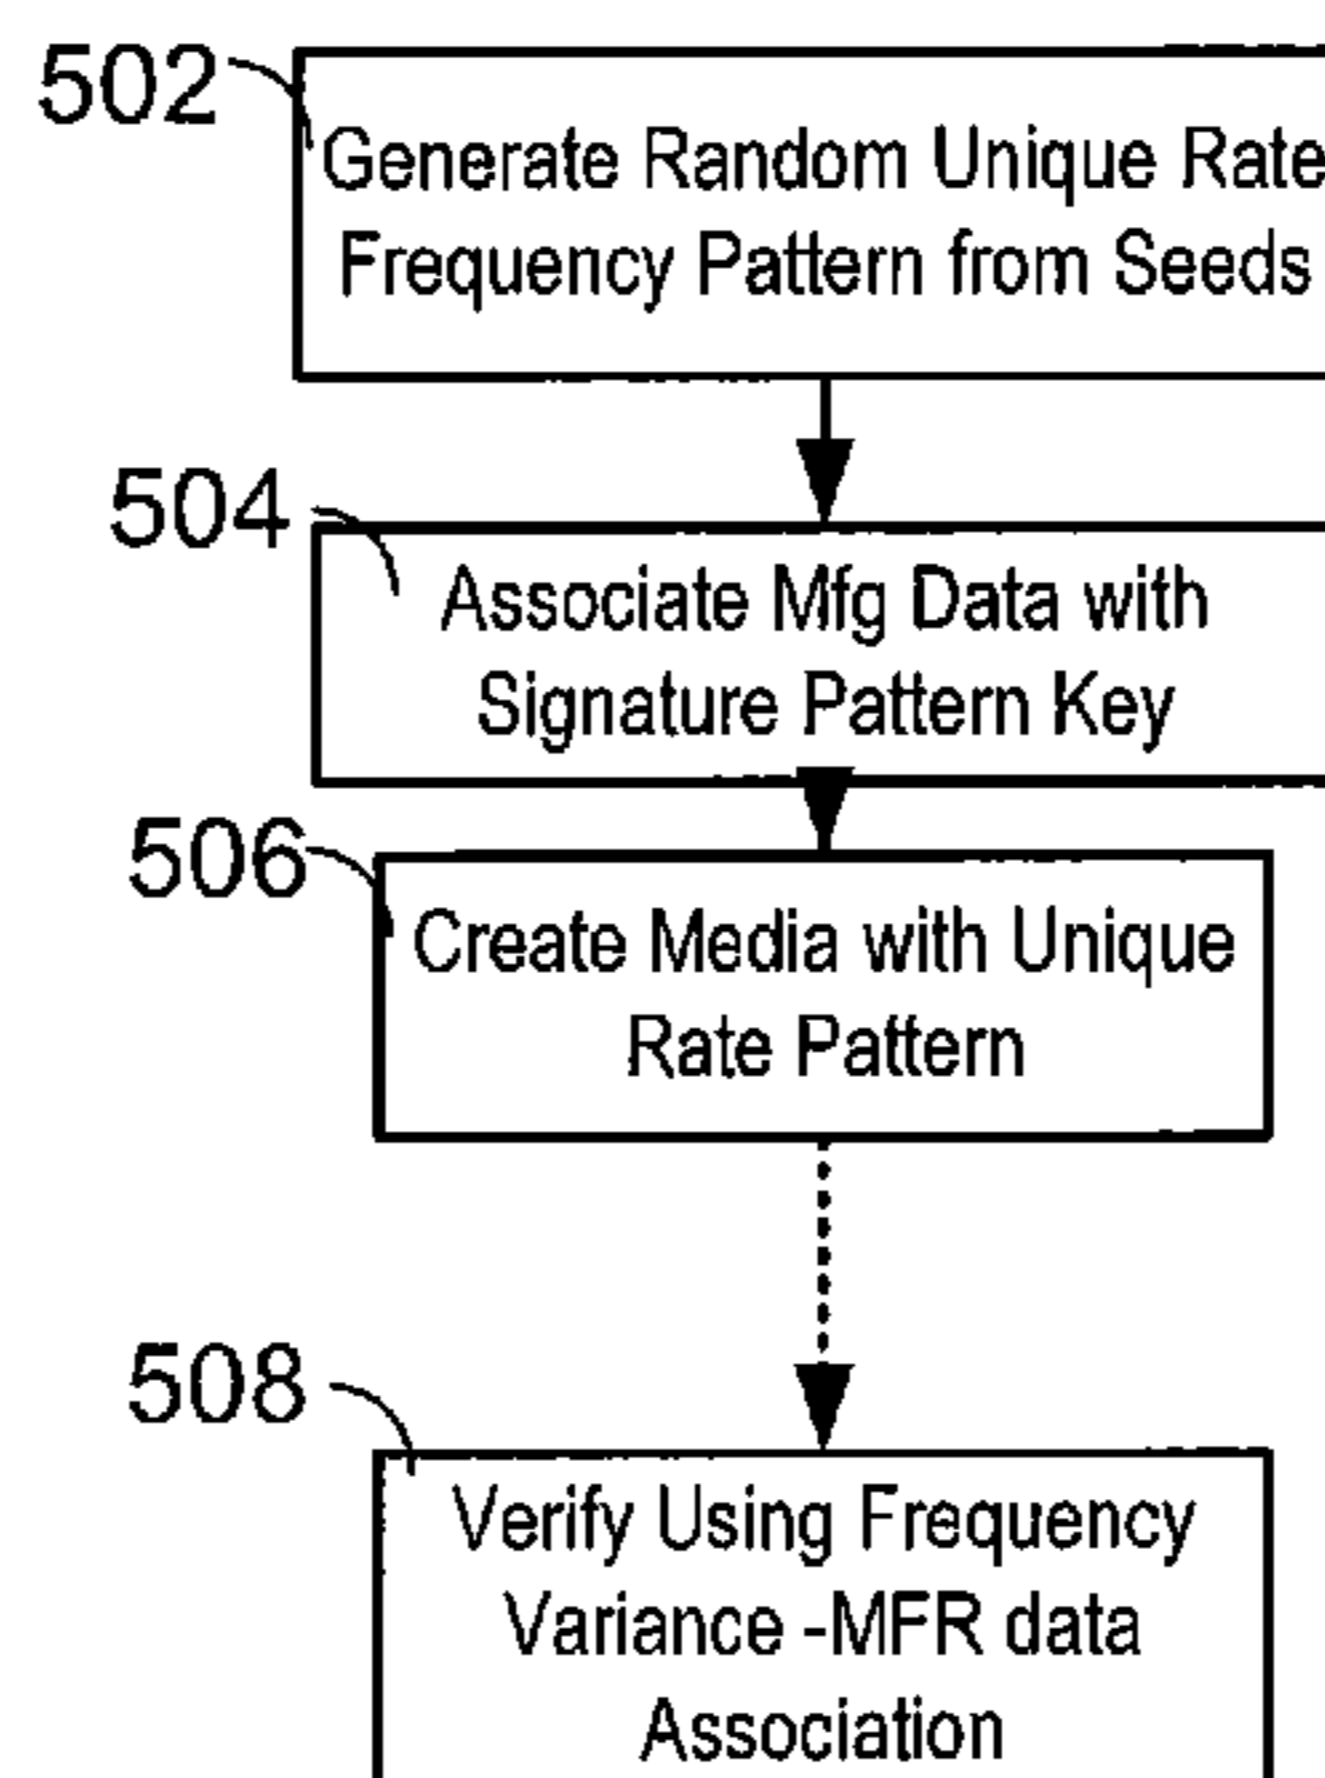 502
Generate Random Unique Rate
Frequency Pattern from Seeds
504
Associate Mfg Data with
Signature Pattern Key
506
Create Media with Unique
Rate Pattern
508
Verify Using Frequency
Variance -MFR data
Association